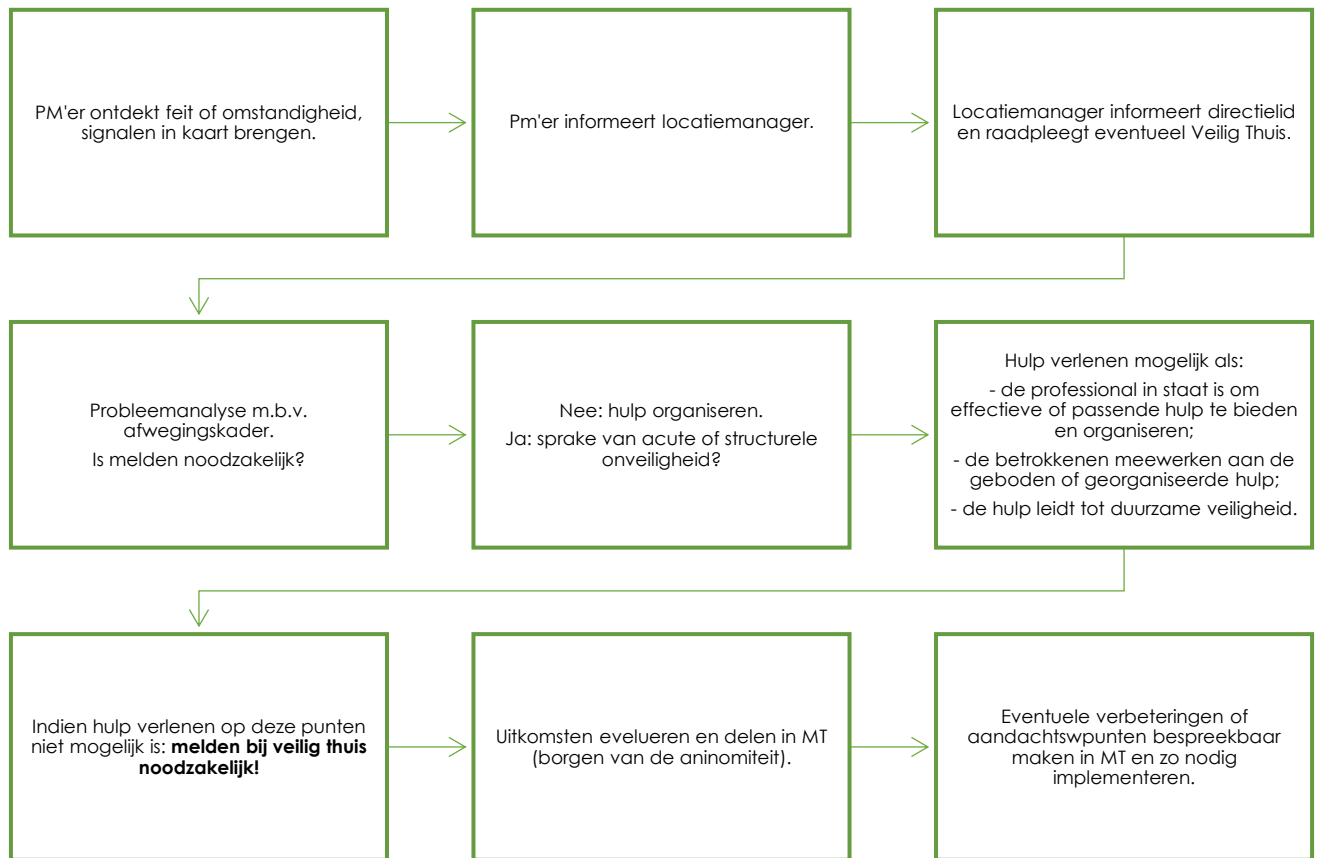 PM'er ontdekt feit of omstandigheid,
signalen in kaart brengen.
Pm'er informeert locatiemanager.
Locatiemanager informeert directielid
en raadpleegt eventueel Veilig Thuis.
Probleemanalyse m.b.v.
afwegingskader.
Is melden noodzakelijk?
Nee: hulp organiseren.
Ja: sprake van acute of structurele
onveiligheid?
Hulp verlenen mogelijk als:
- de professional in staat is om
effectieve of passende hulp te bieden
en organiseren;
- de betrokkenen meewerken aan de
geboden of georganiseerde hulp;
- de hulp leidt tot duurzame veiligheid.
Indien hulp verlenen op deze punten
niet mogelijk is: melden bij veilig thuis
noodzakelijk!
Uitkomsten evelueren en delen in MT
(borgen van de aninomiteit).
Eventuele verbeteringen of
aandachtswpunten bespreekbaar
maken in MT en zo nodig
implementeren.